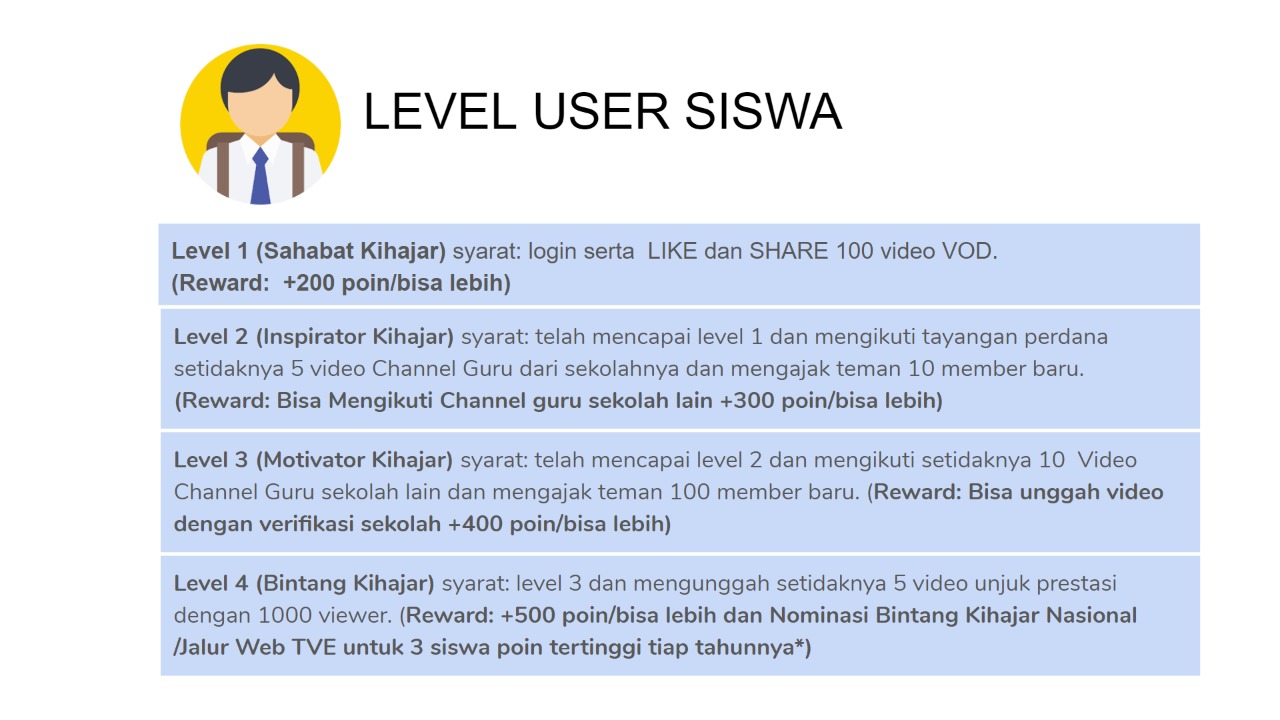 LEVEL USER SISWA
Level 1 (Sahabat Kihajar) syarat: login serta  LIKE dan SHARE 100 video VOD.
(Reward:  +200 poin/bisa lebih)
Level 2 (Inspirator Kihajar) syarat: telah mencapai level 1 dan mengikuti tayangan perdana
setidaknya 5 video Channel Guru dari sekolahnya dan mengajak teman 10 member baru.
(Reward: Bisa Mengikuti Channel guru sekolah lain +300 poin/bisa lebih)
Level 3 (Motivator Kihajar) syarat: telah mencapai level 2 dan mengikuti setidaknya 10  Video
Channel Guru sekolah lain dan mengajak teman 100 member baru. (Reward: Bisa unggah video
dengan verifikasi sekolah +400 poin/bisa lebih)
Level 4 (Bintang Kihajar) syarat: level 3 dan mengunggah setidaknya 5 video unjuk prestasi
dengan 1000 viewer. (Reward: +500 poin/bisa lebih dan Nominasi Bintang Kihajar Nasional
/Jalur Web TVE untuk 3 siswa poin tertinggi tiap tahunnya*)